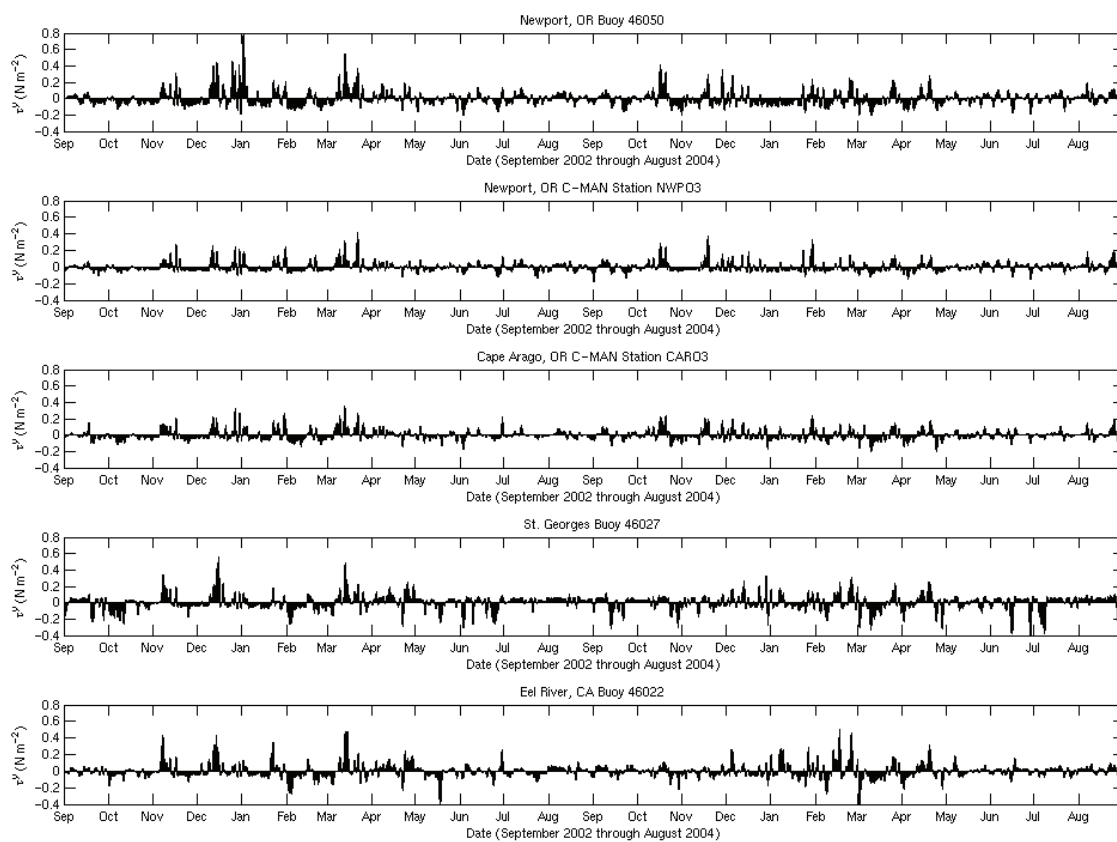 Newport, OR Buoy 46050
0.8
0.6
0.4
0.2
0
−0.2
−0.4
τʸ (N m⁻²)
Sep Oct Nov Dec Jan Feb Mar Apr May Jun Jul Aug Sep Oct Nov Dec Jan Feb Mar Apr May Jun Jul Aug
Date (September 2002 through August 2004)
Newport, OR C−MAN Station NWPO3
0.8
0.6
0.4
0.2
0
−0.2
−0.4
τʸ (N m⁻²)
Sep Oct Nov Dec Jan Feb Mar Apr May Jun Jul Aug Sep Oct Nov Dec Jan Feb Mar Apr May Jun Jul Aug
Date (September 2002 through August 2004)
Cape Arago, OR C−MAN Station CARO3
0.8
0.6
0.4
0.2
0
−0.2
−0.4
τʸ (N m⁻²)
Sep Oct Nov Dec Jan Feb Mar Apr May Jun Jul Aug Sep Oct Nov Dec Jan Feb Mar Apr May Jun Jul Aug
Date (September 2002 through August 2004)
St. Georges Buoy 46027
0.8
0.6
0.4
0.2
0
−0.2
−0.4
τʸ (N m⁻²)
Sep Oct Nov Dec Jan Feb Mar Apr May Jun Jul Aug Sep Oct Nov Dec Jan Feb Mar Apr May Jun Jul Aug
Date (September 2002 through August 2004)
Eel River, CA Buoy 46022
0.8
0.6
0.4
0.2
0
−0.2
−0.4
τʸ (N m⁻²)
Sep Oct Nov Dec Jan Feb Mar Apr May Jun Jul Aug Sep Oct Nov Dec Jan Feb Mar Apr May Jun Jul Aug
Date (September 2002 through August 2004)